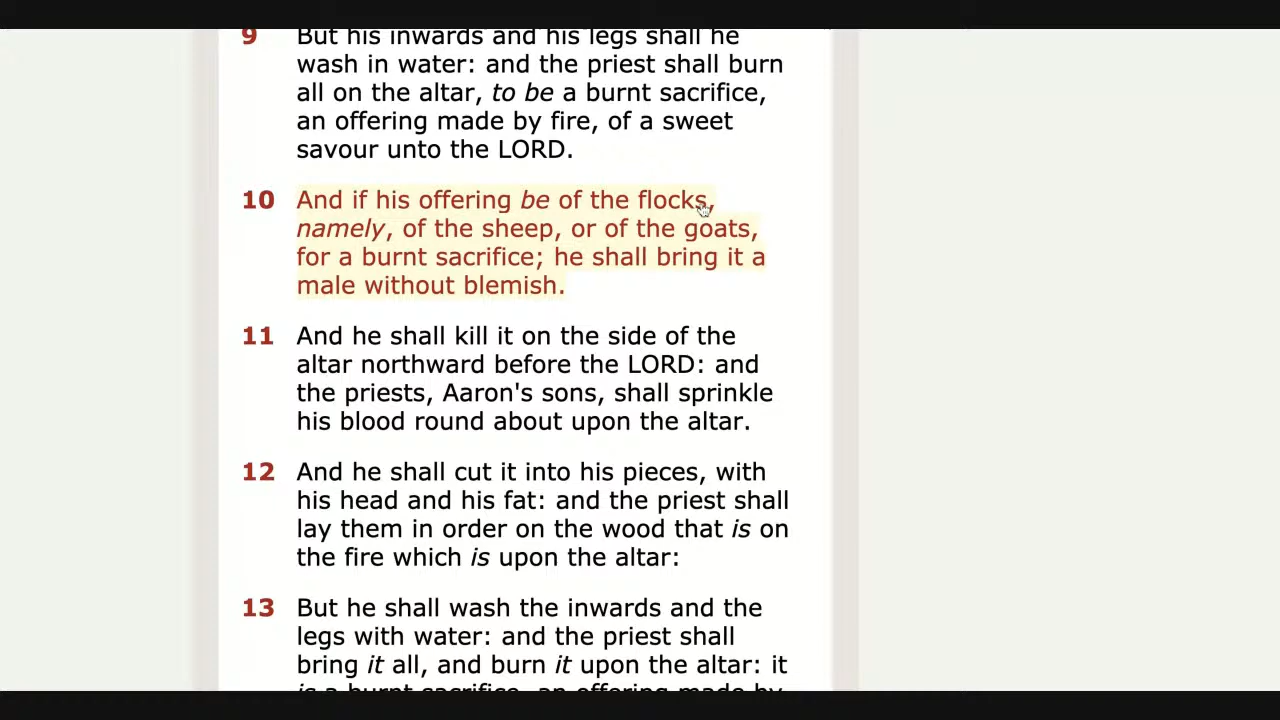 9 But his inwards and his legs shall he
wash in water: and the priest shall burn
all on the altar, to be a burnt sacrifice,
an offering made by fire, of a sweet
savour unto the LORD.
10 And if his offering be of the flocks,
namely, of the sheep, or of the goats,
for a burnt sacrifice; he shall bring it a
male without blemish.
11 And he shall kill it on the side of the
altar northward before the LORD: and
the priests, Aaron's sons, shall sprinkle
his blood round about upon the altar.
12 And he shall cut it into his pieces, with
his head and his fat: and the priest shall
lay them in order on the wood that is on
the fire which is upon the altar:
13 But he shall wash the inwards and the
legs with water: and the priest shall
bring it all, and burn it upon the altar: it
is a burnt sacrifice, an offering made by